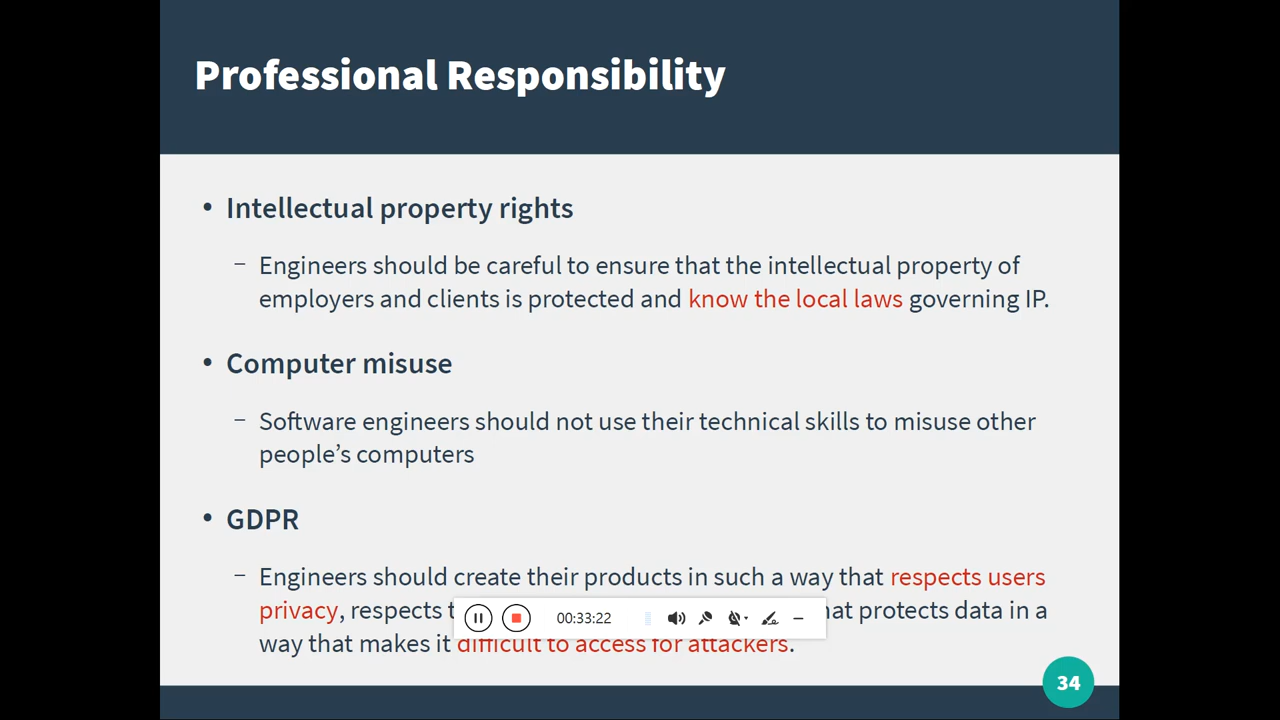 Professional Responsibility
• Intellectual property rights
– Engineers should be careful to ensure that the intellectual property of
employers and clients is protected and know the local laws governing IP.
• Computer misuse
– Software engineers should not use their technical skills to misuse other
people’s computers
• GDPR
– Engineers should create their products in such a way that respects users
privacy, respects hat protects data in a
way that makes it difficult to access for attackers.
00:33:22
34